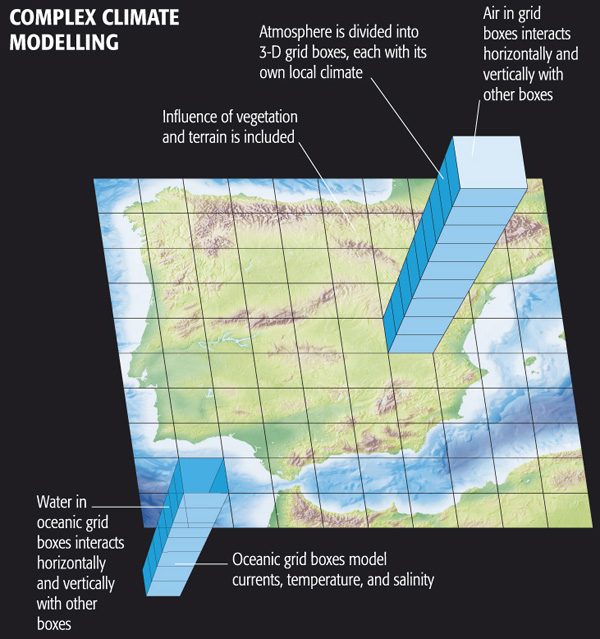 COMPLEX CLIMATE
MODELLING
Atmosphere is divided into
3-D grid boxes, each with its
own local climate
Air in grid
boxes interacts
horizontally and
vertically with
other boxes
Influence of vegetation
and terrain is included
Water in
oceanic grid
boxes interacts
horizontally
and vertically
with other
boxes
Oceanic grid boxes model
currents, temperature, and salinity